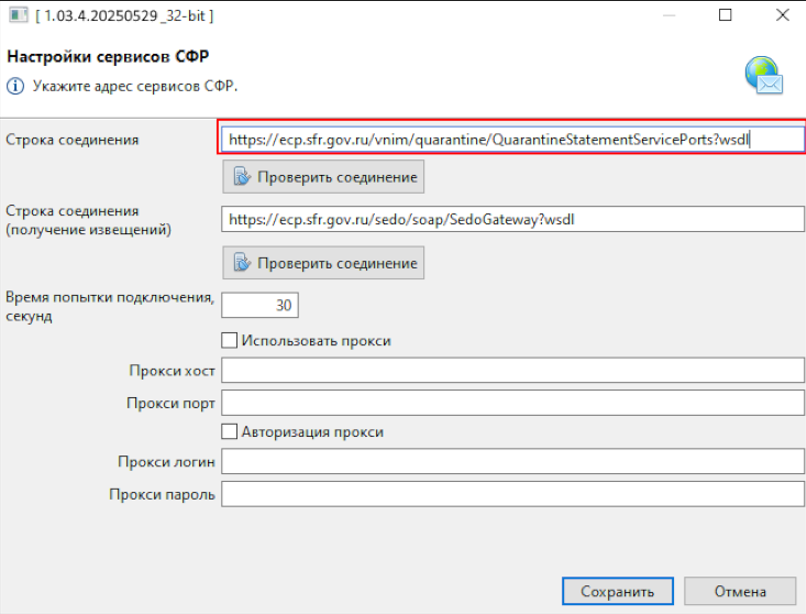 [ 1.03.4.20250529_32-bit ]
Настройки сервисов СФР
Укажите адрес сервисов СФР.
Строка соединения
https://ecp.sfr.gov.ru/vnim/quarantine/QuarantineStatementServicePorts?wsdl
Проверить соединение
Строка соединения
(получение извещений)
https://ecp.sfr.gov.ru/sedo/soap/SedoGateway?wsdl
Проверить соединение
Время попытки подключения,
секунд
30
Использовать прокси
Прокси хост
Прокси порт
Авторизация прокси
Прокси логин
Прокси пароль
Сохранить
Отмена